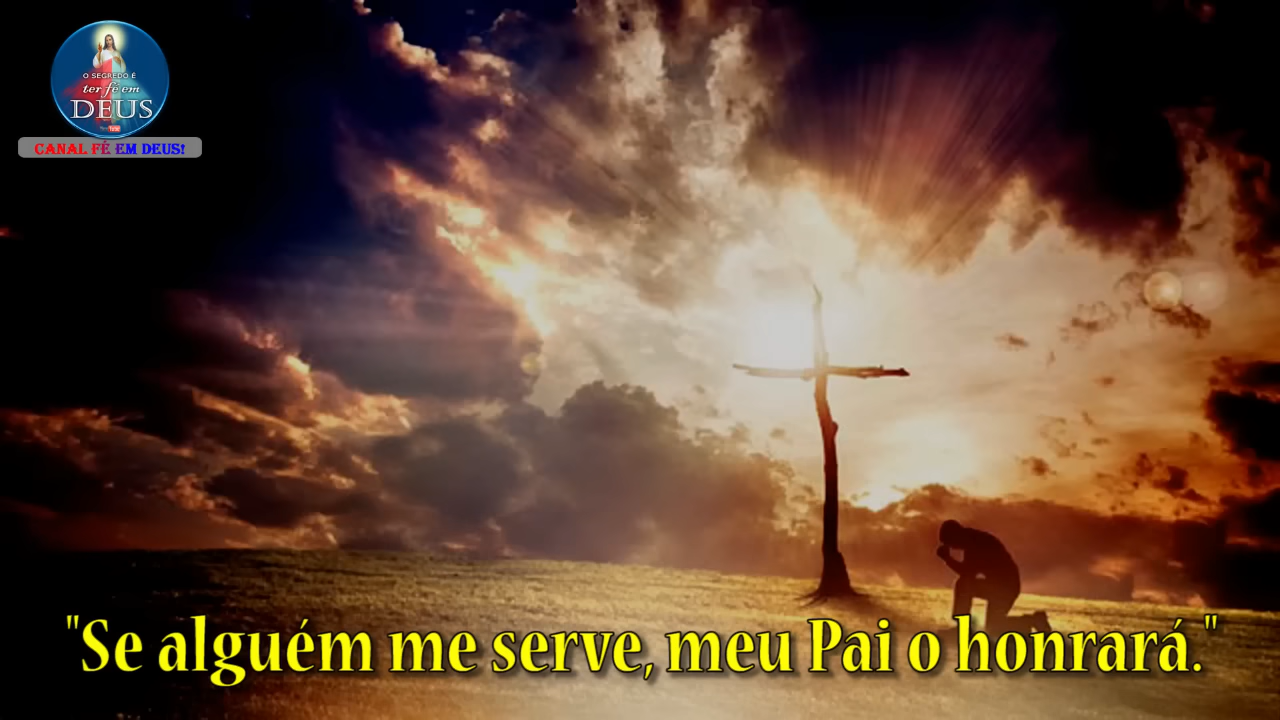 O SEGREDO É
ter fé em
DEUS
CANAL FÉ EM DEUS!
"Se alguém me serve, meu Pai o honrará."